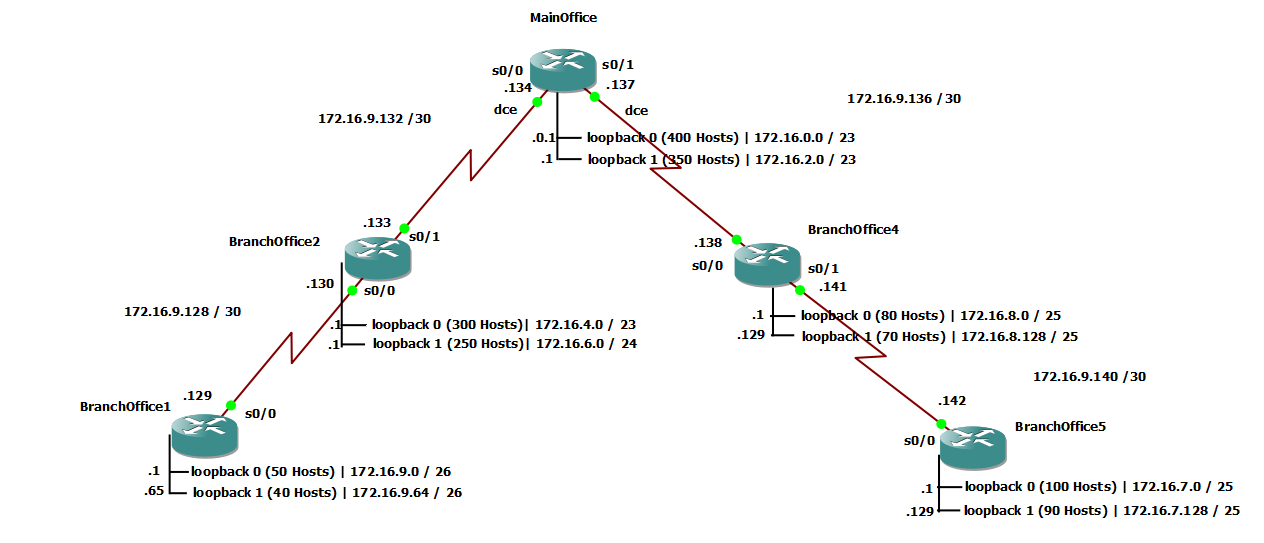 MainOffice
s0/0
s0/1
.134
.137
dce
dce
172.16.9.136 /30
172.16.9.132 /30
.0.1
loopback 0 (400 Hosts) | 172.16.0.0 / 23
.1
loopback 1 (350 Hosts) | 172.16.2.0 / 23
.133
s0/1
BranchOffice2
BranchOffice4
.138
s0/0
s0/1
.141
.130
s0/0
172.16.9.128 / 30
.1
loopback 0 (300 Hosts)| 172.16.4.0 / 23
.1
loopback 1 (250 Hosts)| 172.16.6.0 / 24
.1
loopback 0 (80 Hosts) | 172.16.8.0 / 25
.129
loopback 1 (70 Hosts) | 172.16.8.128 / 25
172.16.9.140 /30
.129
BranchOffice1
s0/0
.142
BranchOffice5
s0/0
.1
loopback 0 (50 Hosts) | 172.16.9.0 / 26
.65
loopback 1 (40 Hosts) | 172.16.9.64 / 26
.1
loopback 0 (100 Hosts) | 172.16.7.0 / 25
.129
loopback 1 (90 Hosts) | 172.16.7.128 / 25